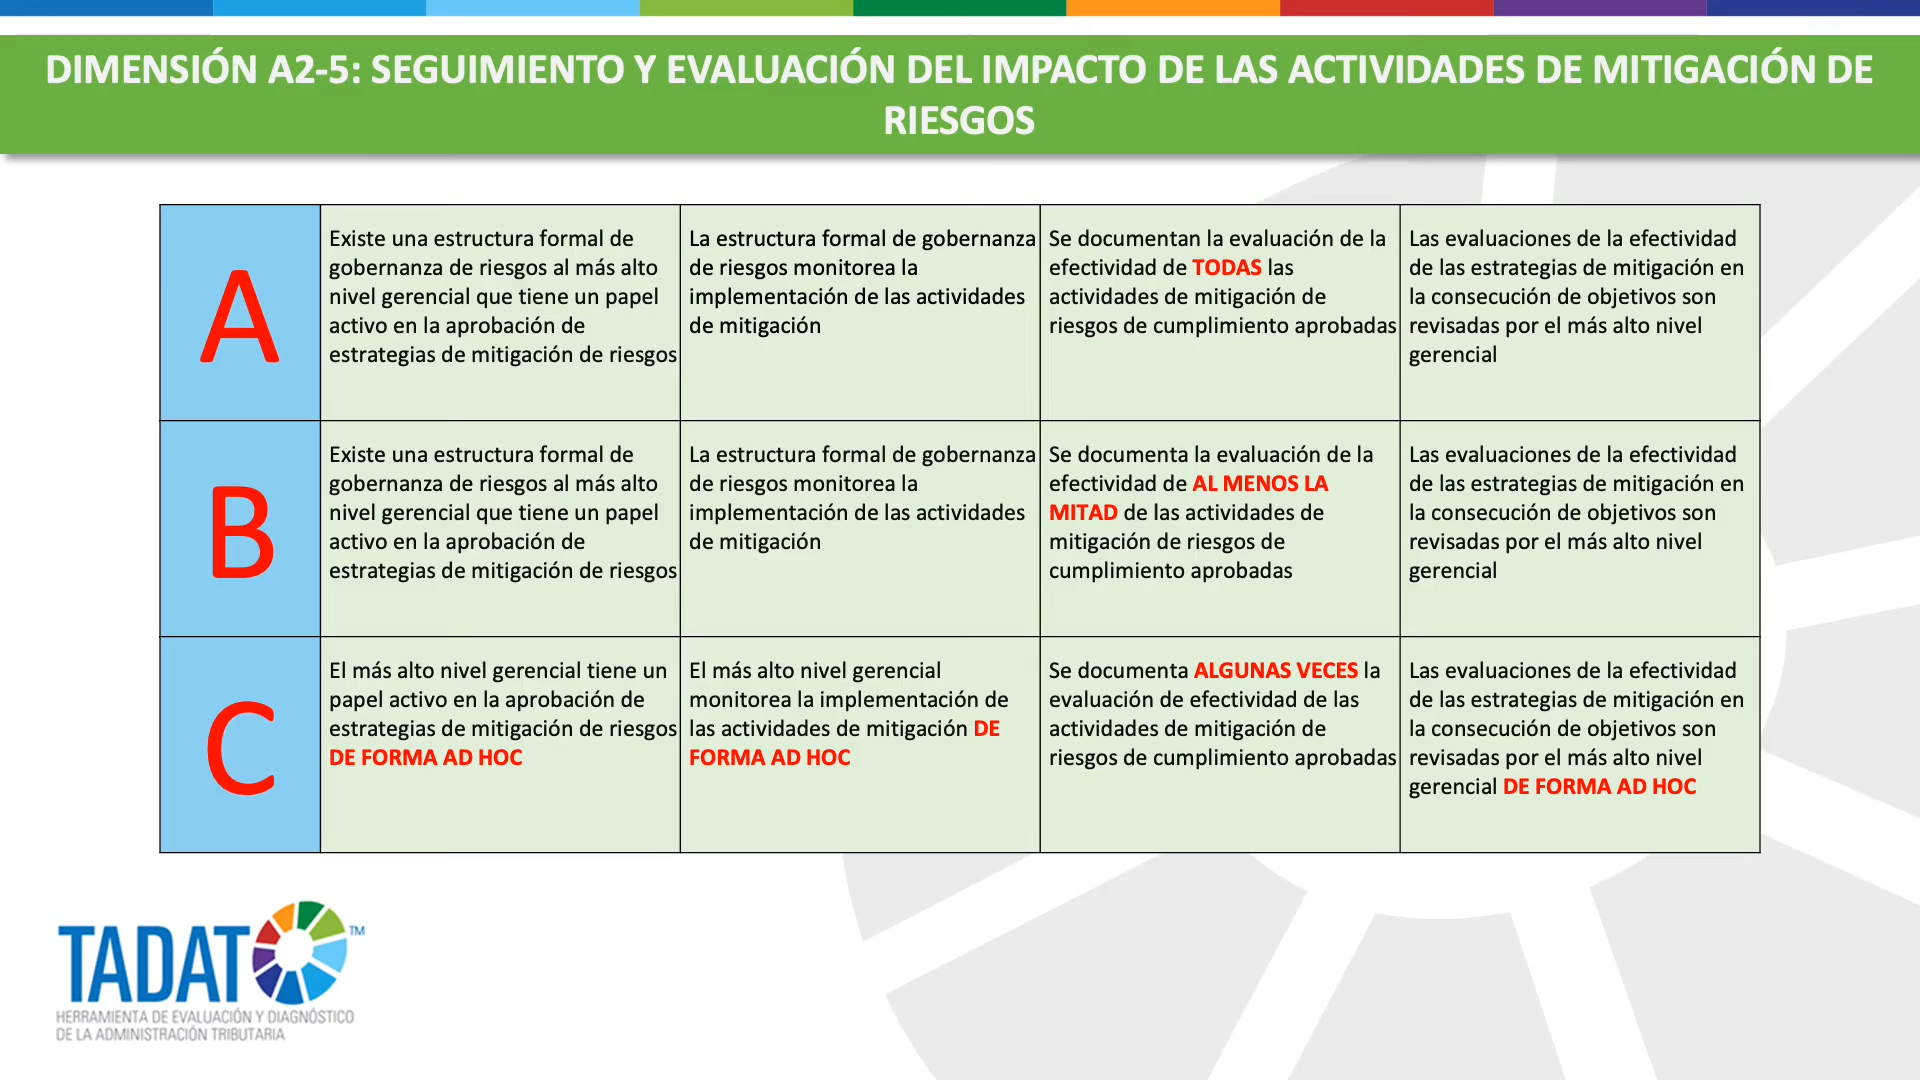 DIMENSIÓN A2-5: SEGUIMIENTO Y EVALUACIÓN DEL IMPACTO DE LAS ACTIVIDADES DE MITIGACIÓN DE
RIESGOS
A
Existe una estructura formal de
gobernanza de riesgos al más alto
nivel gerencial que tiene un papel
activo en la aprobación de
estrategias de mitigación de riesgos
La estructura formal de gobernanza
de riesgos monitorea la
implementación de las actividades
de mitigación
Se documentan la evaluación de la
efectividad de TODAS las
actividades de mitigación de
riesgos de cumplimiento aprobadas
Las evaluaciones de la efectividad
de las estrategias de mitigación en
la consecución de objetivos son
revisadas por el más alto nivel
gerencial
B
Existe una estructura formal de
gobernanza de riesgos al más alto
nivel gerencial que tiene un papel
activo en la aprobación de
estrategias de mitigación de riesgos
La estructura formal de gobernanza
de riesgos monitorea la
implementación de las actividades
de mitigación
Se documenta la evaluación de la
efectividad de AL MENOS LA
MITAD de las actividades de
mitigación de riesgos de
cumplimiento aprobadas
Las evaluaciones de la efectividad
de las estrategias de mitigación en
la consecución de objetivos son
revisadas por el más alto nivel
gerencial
C
El más alto nivel gerencial tiene un
papel activo en la aprobación de
estrategias de mitigación de riesgos
DE FORMA AD HOC
El más alto nivel gerencial
monitorea la implementación de
las actividades de mitigación DE
FORMA AD HOC
Se documenta ALGUNAS VECES la
evaluación de efectividad de las
actividades de mitigación de
riesgos de cumplimiento aprobadas
Las evaluaciones de la efectividad
de las estrategias de mitigación en
la consecución de objetivos son
revisadas por el más alto nivel
gerencial DE FORMA AD HOC
TADAT™
HERRAMIENTA DE EVALUACIÓN Y DIAGNÓSTICO
DE LA ADMINISTRACIÓN TRIBUTARIA